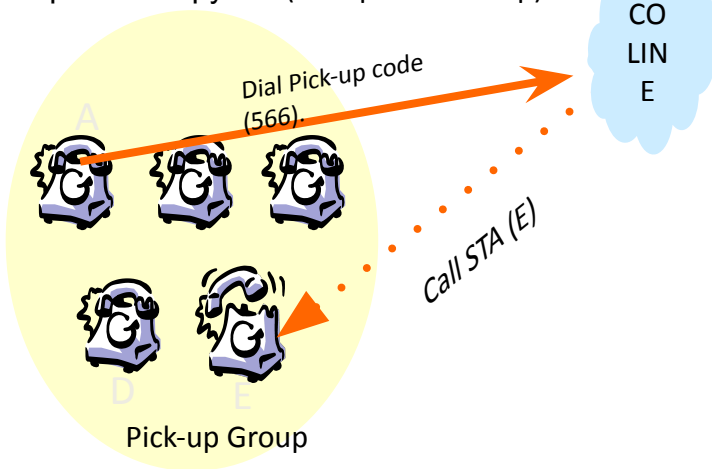 CO
LIN
E
Dial Pick-up code
(566).
A
Call STA (E)
D
E
Pick-up Group